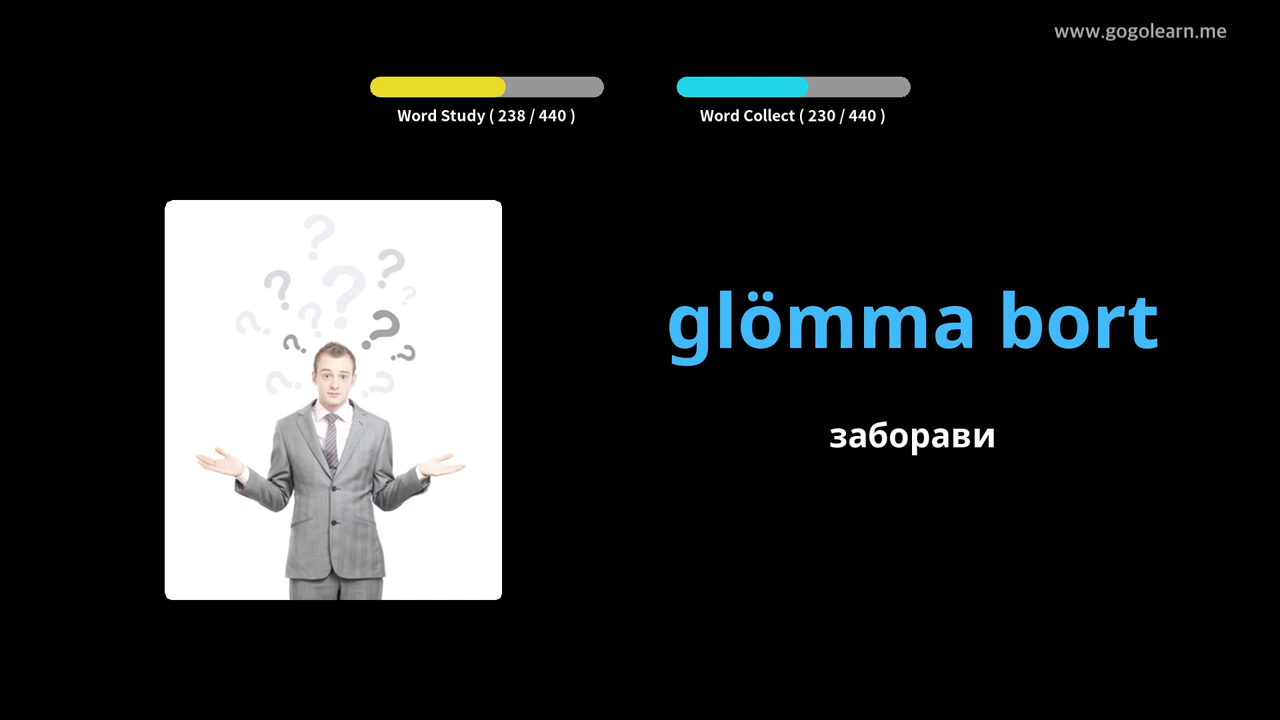 www.gogolearn.me
Word Study ( 238 / 440 )
Word Collect ( 230 / 440 )
glömma bort
заборави